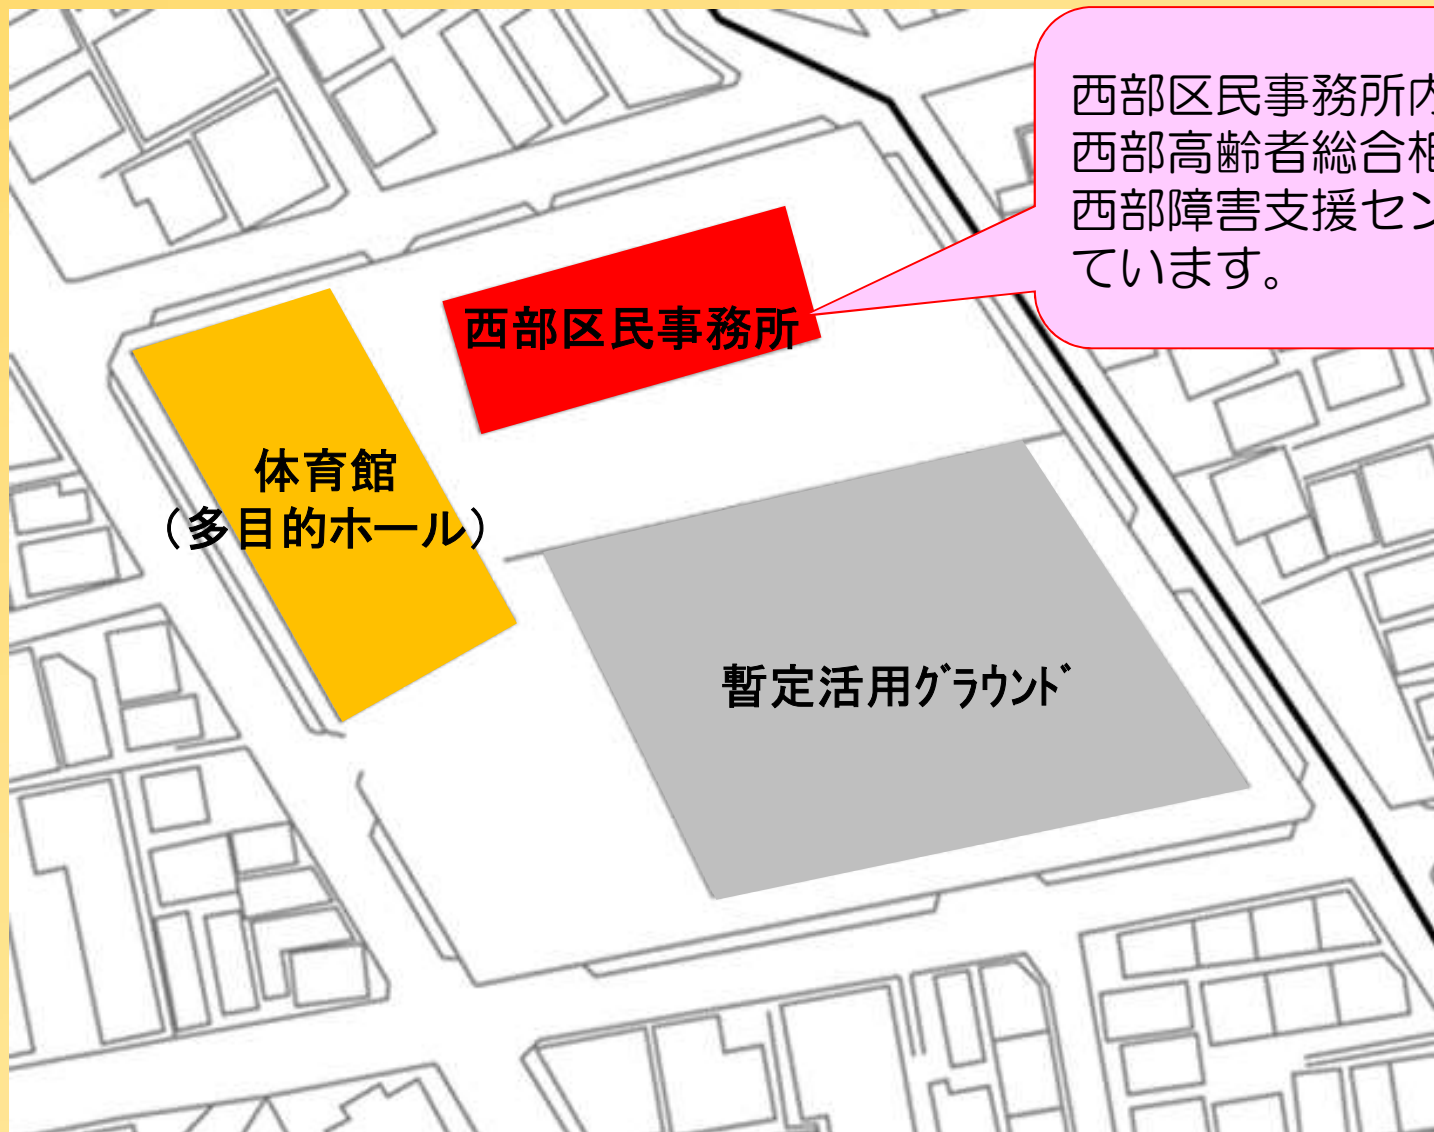 西部区民事務所内
西部高齢者総合相
西部障害支援セン
ています。
西部区民事務所
体育館
（多目的ホール）
暫定活用ｸﾞﾗｳﾝﾄﾞ